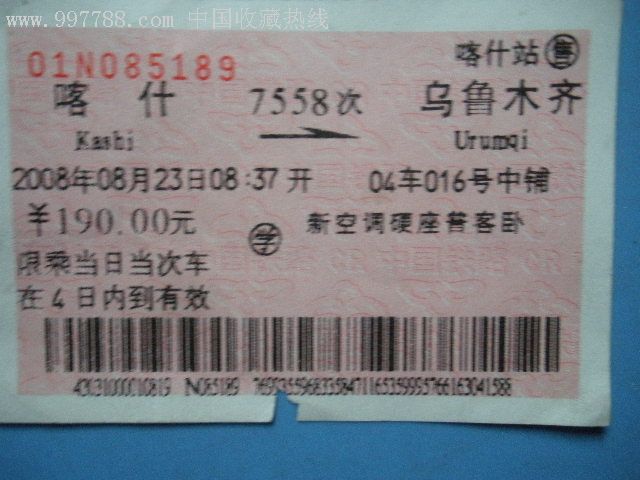 www.997788.com 中国收藏热线
01N085189
喀什站 售
喀什 7558次 乌鲁木齐
Kashi Urumqi
2008年08月23日08:37开 04车016号中铺
￥190.00元 学 新空调硬座普客卧
限乘当日当次车
在4日内到有效